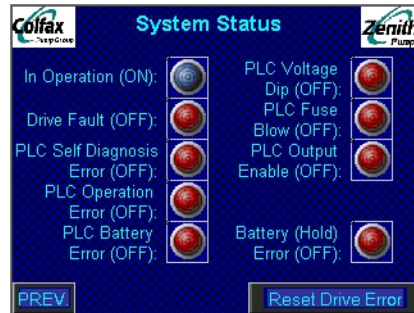 Colfax
Pump Group
System Status
Zenith
Pump
In Operation (ON):
Drive Fault (OFF):
PLC Self Diagnosis
Error (OFF):
PLC Operation
Error (OFF):
PLC Battery
Error (OFF):
PLC Voltage
Dip (OFF):
PLC Fuse
Blow (OFF):
PLC Output
Enable (OFF):
Battery (Hold)
Error (OFF):
PREV.
Reset Drive Error